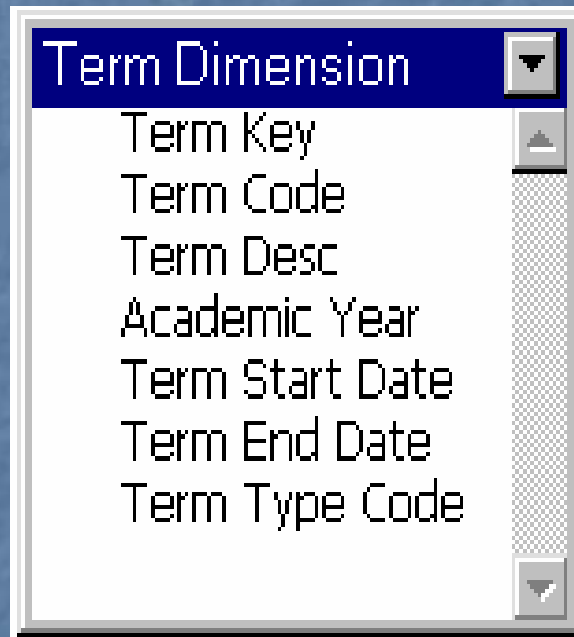 Term Dimension
Term Key
Term Code
Term Desc
Academic Year
Term Start Date
Term End Date
Term Type Code